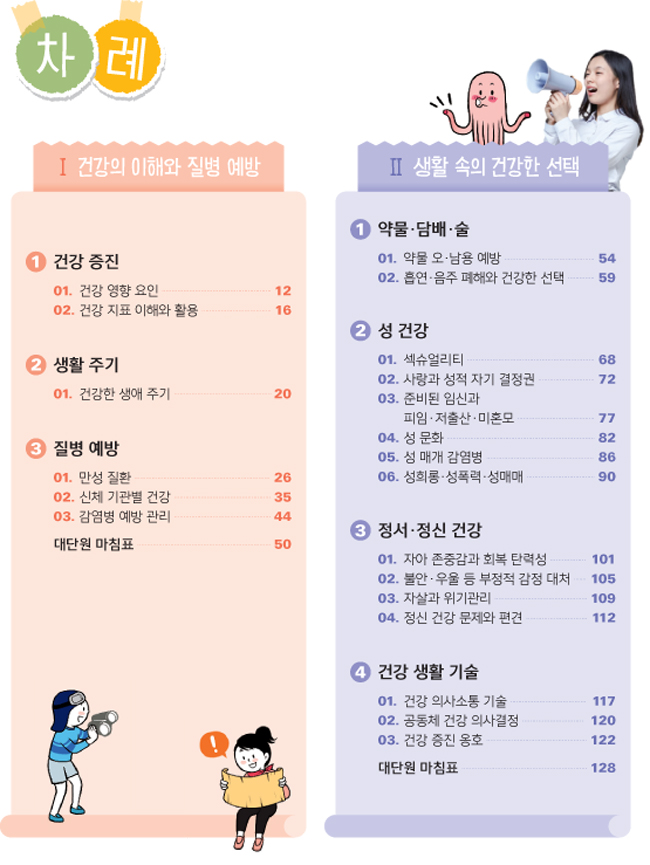 차례
I 건강의 이해와 질병 예방
1 건강 증진
01. 건강 영향 요인 12
02. 건강 지표 이해와 활용 16
2 생활 주기
01. 건강한 생애 주기 20
3 질병 예방
01. 만성 질환 26
02. 신체 기관별 건강 35
03. 감염병 예방 관리 44
대단원 마침표 50
!
II 생활 속의 건강한 선택
1 약물·담배·술
01. 약물 오·남용 예방 54
02. 흡연·음주 폐해와 건강한 선택 59
2 성 건강
01. 섹슈얼리티 68
02. 사랑과 성적 자기 결정권 72
03. 준비된 임신과
피임·저출산·미혼모 77
04. 성 문화 82
05. 성 매개 감염병 86
06. 성희롱·성폭력·성매매 90
3 정서·정신 건강
01. 자아 존중감과 회복 탄력성 101
02. 불안·우울 등 부정적 감정 대처 105
03. 자살과 위기관리 109
04. 정신 건강 문제와 편견 112
4 건강 생활 기술
01. 건강 의사소통 기술 117
02. 공동체 건강 의사결정 120
03. 건강 증진 옹호 122
대단원 마침표 128